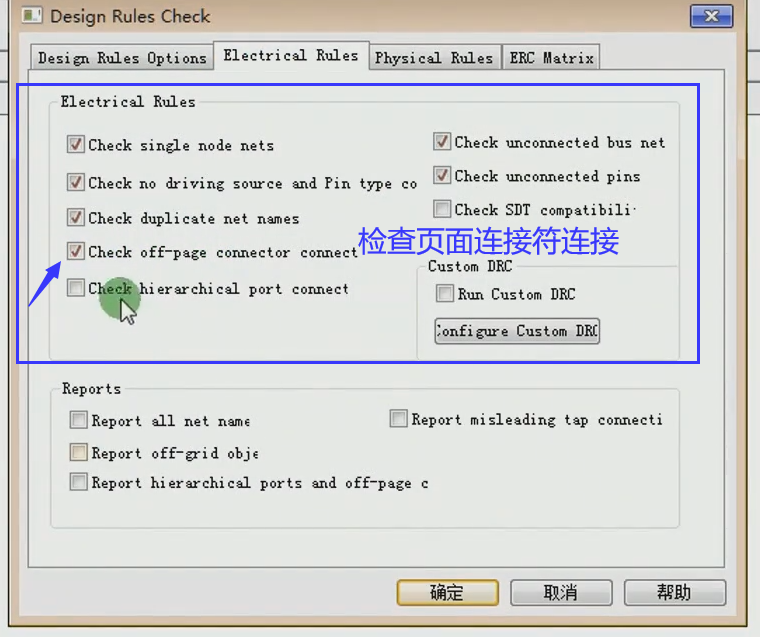 Design Rules Check
Design Rules Options
Electrical Rules
Physical Rules
ERC Matrix
Electrical Rules
Check single node nets
Check no driving source and Pin type co
Check duplicate net names
Check off-page connector connect
Check hierarchical port connect
Check unconnected bus net
Check unconnected pins
Check SDT compatibili
检查页面连接符连接
Custom DRC
Run Custom DRC
Configure Custom DRC
Reports
Report all net name
Report off-grid obje
Report hierarchical ports and off-page c
Report misleading tap connecti
确定
取消
帮助